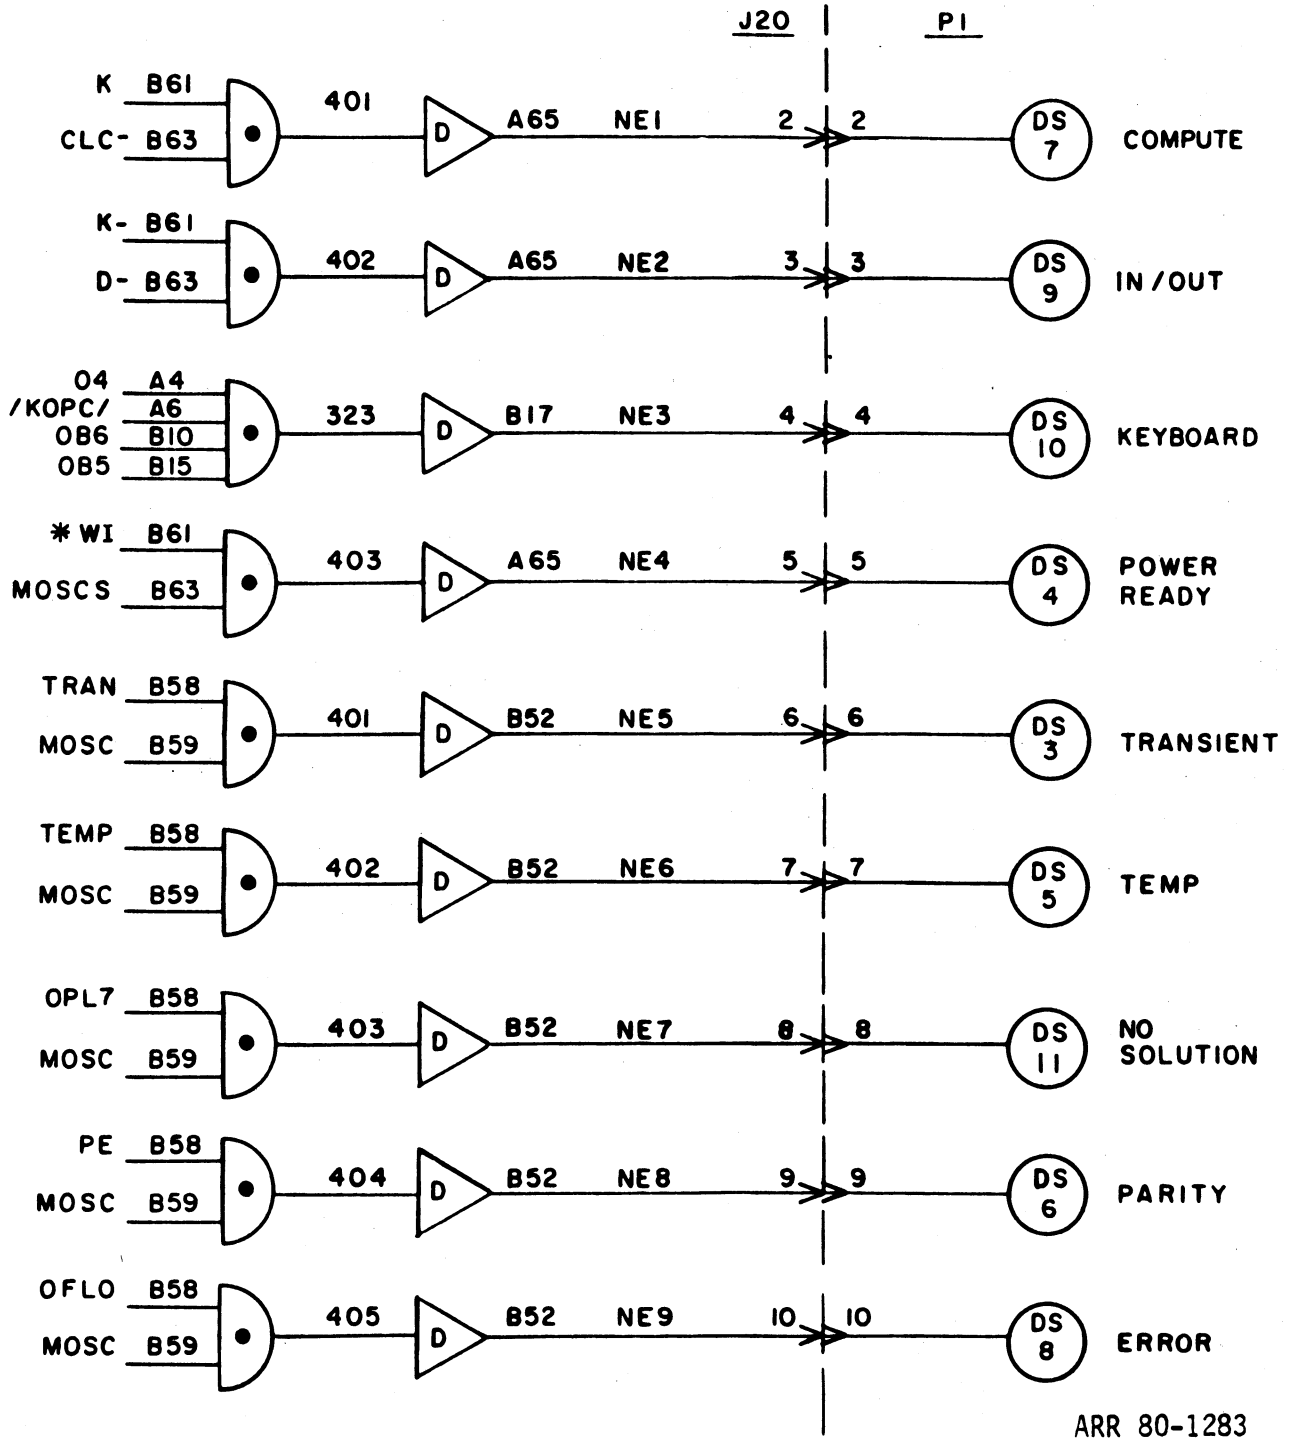 J20 P1
K B61
401
A65 NE1 2 2
DS
7
COMPUTE
CLC- B63
D
K- B61
402
A65 NE2 3 3
DS
9
IN/OUT
D- B63
D
O4 A4
/KOPC/ A6
OB6 B10
OB5 B15
323
D
B17 NE3 4 4
DS
10
KEYBOARD
*WI B61
MOSCS B63
403
D
A65 NE4 5 5
DS
4
POWER
READY
TRAN B58
MOSC B59
401
D
B52 NE5 6 6
DS
3
TRANSIENT
TEMP B58
MOSC B59
402
D
B52 NE6 7 7
DS
5
TEMP
OPL7 B58
MOSC B59
403
D
B52 NE7 8 8
DS
11
NO
SOLUTION
PE B58
MOSC B59
404
D
B52 NE8 9 9
DS
6
PARITY
OFLO B58
MOSC B59
405
D
B52 NE9 10 10
DS
8
ERROR
ARR 80-1283